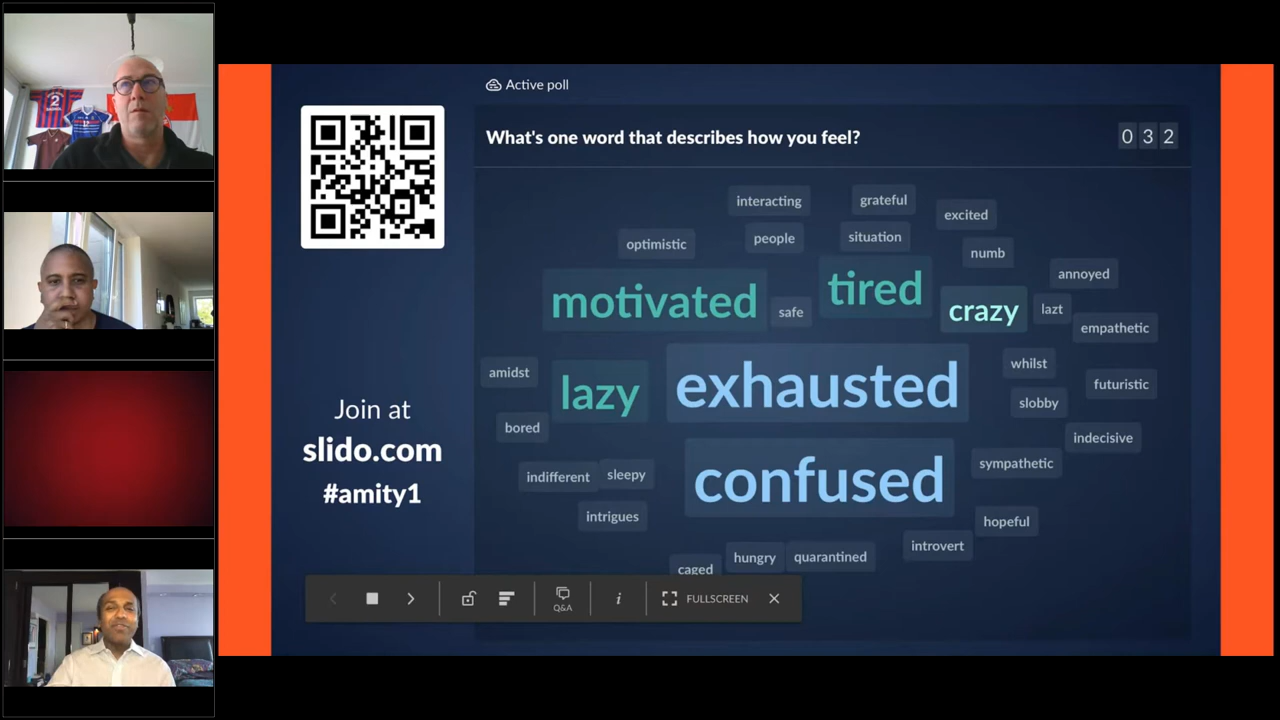 Active poll
What's one word that describes how you feel?
032
interacting
grateful
excited
optimistic
people
situation
numb
annoyed
motivated
safe
tired
crazy
lazt
empathetic
amidst
lazy
exhausted
whilst
futuristic
slobby
bored
indecisive
indifferent
sleepy
confused
sympathetic
intrigues
hopeful
introvert
caged
hungry
quarantined
Join at
slido.com
#amity1
Q&A
i
FULLSCREEN
2